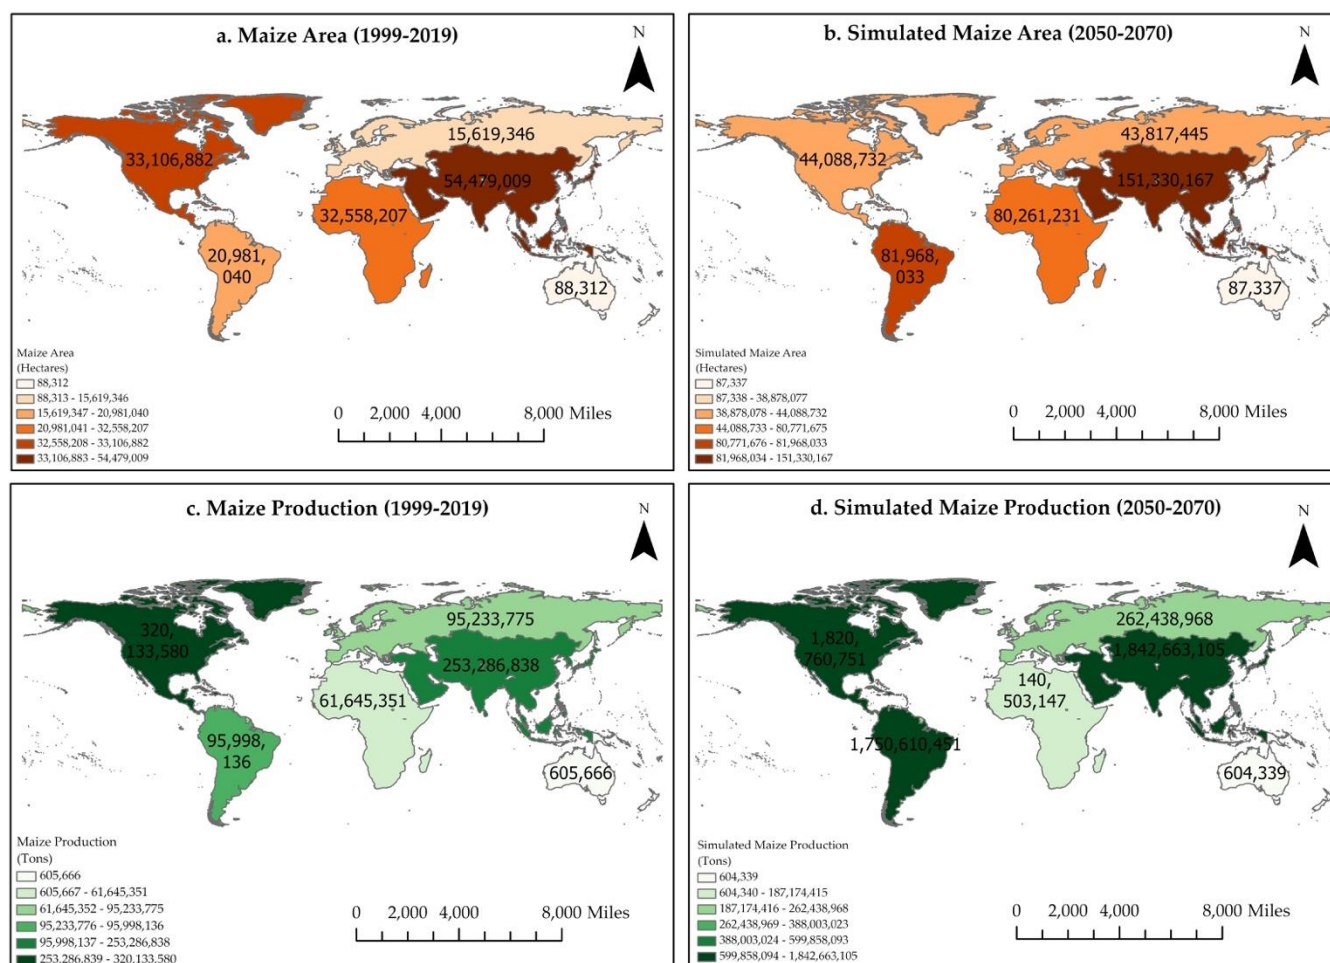 a. Maize Area (1999-2019)
N
15,619,346
33,106,882
54,479,009
32,558,207
20,981,
040
88,312
Maize Area
(Hectares)
88,312
88,313 - 15,619,346
15,619,347 - 20,981,040
20,981,041 - 32,558,207
32,558,208 - 33,106,882
33,106,883 - 54,479,009
0 2,000 4,000 8,000 Miles
b. Simulated Maize Area (2050-2070)
N
43,817,445
44,088,732
151,330,167
80,261,231
81,968,
033
87,337
Simulated Maize Area
(Hectares)
87,337
87,338 - 38,878,077
38,878,078 - 44,088,732
44,088,733 - 80,771,675
80,771,676 - 81,968,033
81,968,034 - 151,330,167
0 2,000 4,000 8,000 Miles
c. Maize Production (1999-2019)
N
95,233,775
320,
133,580
253,286,838
61,645,351
95,998,
136
605,666
Maize Production
(Tons)
605,666
605,667 - 61,645,351
61,645,352 - 95,233,775
95,233,776 - 95,998,136
95,998,137 - 253,286,838
253,286,839 - 320,133,580
0 2,000 4,000 8,000 Miles
d. Simulated Maize Production (2050-2070)
N
262,438,968
1,820,
760,751
1,842,663,105
140,
503,147
1,750,610,451
604,339
Simulated Maize Production
(Tons)
604,339
604,340 - 187,174,415
187,174,416 - 262,438,968
262,438,969 - 388,003,023
388,003,024 - 599,858,093
599,858,094 - 1,842,663,105
0 2,000 4,000 8,000 Miles